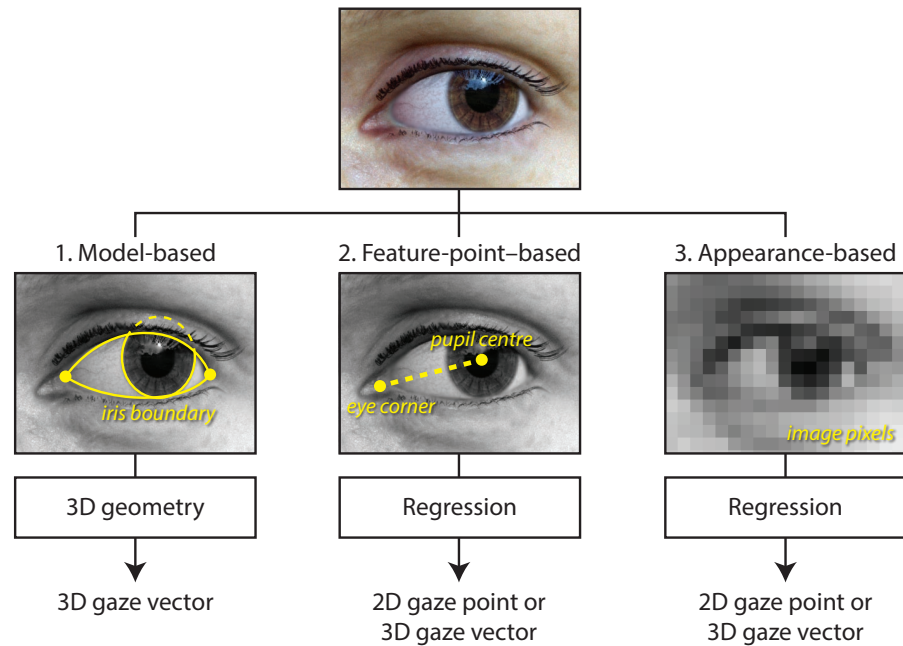 1. Model-based
2. Feature-point–based
3. Appearance-based
iris boundary
pupil centre
eye corner
image pixels
3D geometry
Regression
Regression
3D gaze vector
2D gaze point or
3D gaze vector
2D gaze point or
3D gaze vector